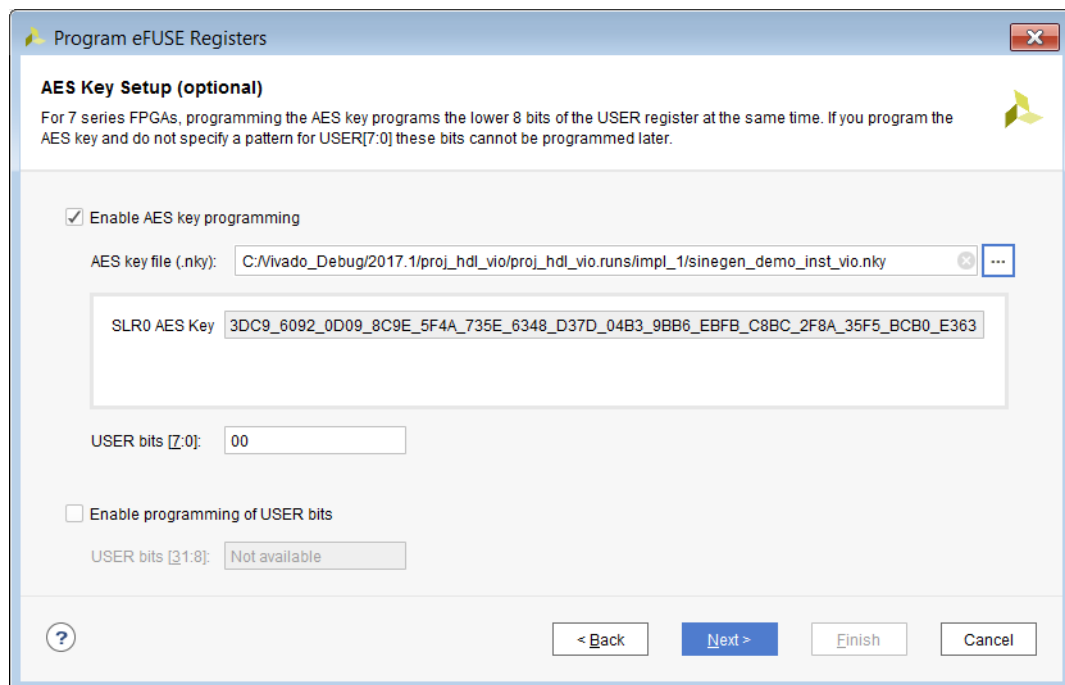 Program eFUSE Registers
AES Key Setup (optional)
For 7 series FPGAs, programming the AES key programs the lower 8 bits of the USER register at the same time. If you program the
AES key and do not specify a pattern for USER[7:0] these bits cannot be programmed later.
Enable AES key programming
AES key file (.nky): C:/Vivado_Debug/2017.1/proj_hdl_vio/proj_hdl_vio.runs/impl_1/sinegen_demo_inst_vio.nky ...
SLR0 AES Key 3DC9_6092_0D09_8C9E_5F4A_735E_6348_D37D_04B3_9BB6_EBFB_C8BC_2F8A_35F5_BCB0_E363
USER bits [7:0]: 00
Enable programming of USER bits
USER bits [31:8]: Not available
? < Back Next > Finish Cancel